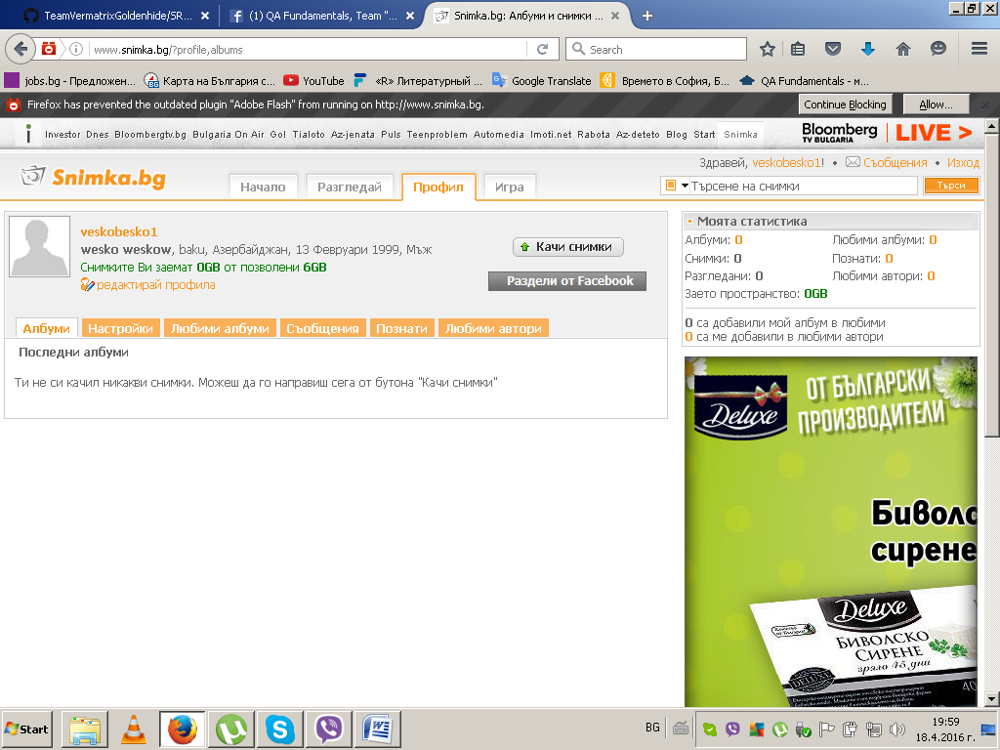 TeamVermatrixGoldenhide/SR...
(1) QA Fundamentals, Team "...
Snimka.bg: Албуми и снимки ...
www.snimka.bg/?profile,albums
Search
jobs.bg - Предложен...
Карта на България с...
YouTube
«R» Литературный ...
Google Translate
Времето в София, Б...
QA Fundamentals - м...
Firefox has prevented the outdated plugin "Adobe Flash" from running on http://www.snimka.bg.
Continue Blocking
Allow...
Investor Dnes Bloombergtv.bg Bulgaria On Air Gol Tialoto Az-jenata Puls Teenproblem Automedia Imoti.net Rabota Az-deteto Blog Start Snimka
Bloomberg
TV BULGARIA
LIVE >
Здравей, veskobesko1! • Съобщения • Изход
Snimka.bg
Начало
Разгледай
Профил
Игра
Търсене на снимки
Търси
veskobesko1
wesko weskow, baku, Азербайджан, 13 Февруари 1999, Мъж
Снимките Ви заемат 0GB от позволени 6GB
редактирай профила
Качи снимки
Раздели от Facebook
Албуми
Настройки
Любими албуми
Съобщения
Познати
Любими автори
Последни албуми
Ти не си качил никакви снимки. Можеш да го направиш сега от бутона "Качи снимки"
Моята статистика
Албуми: 0
Любими албуми: 0
Снимки: 0
Познати: 0
Разгледани: 0
Любими автори: 0
Заето пространство: 0GB
0 са добавили мой албум в любими
0 са ме добавили в любими автори
Deluxe
ОТ БЪЛГАРСКИ
ПРОИЗВОДИТЕЛИ
Биволс
сирене
Deluxe
БИВОЛСКО
СИРЕНЕ
зряло 45 дни
DELUXE
40
Start
BG
19:59
18.4.2016 г.